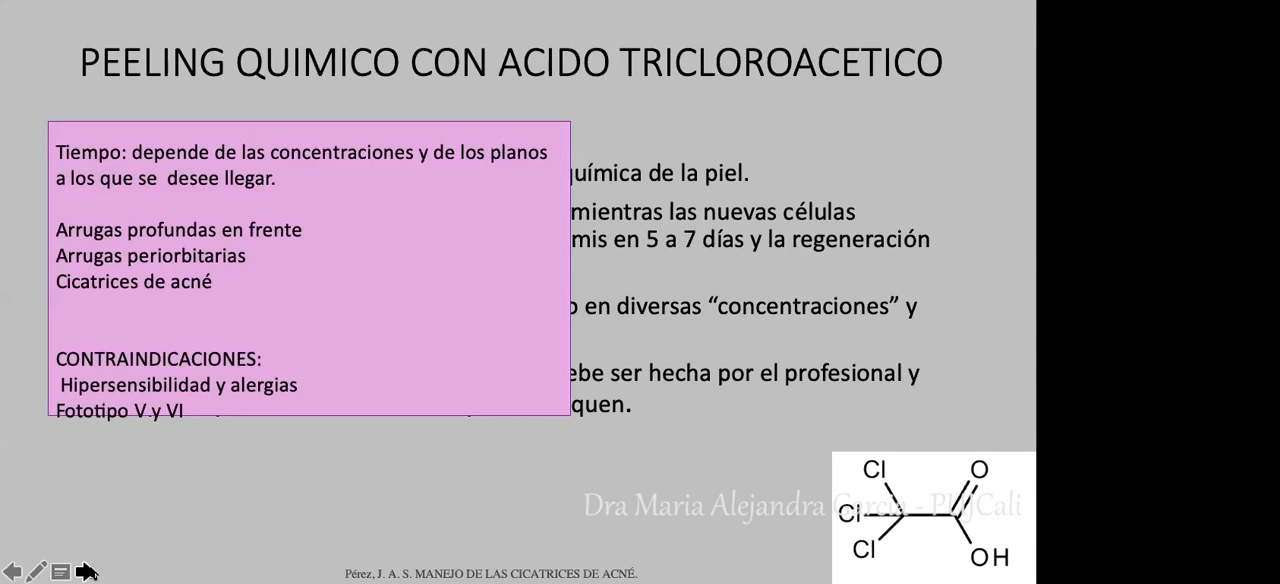 PEELING QUIMICO CON ACIDO TRICLOROACETICO
Tiempo: depende de las concentraciones y de los planos
a los que se desee llegar.
Arrugas profundas en frente
Arrugas periorbitarias
Cicatrices de acné
CONTRAINDICACIONES:
Hipersensibilidad y alergias
Fototipo V y VI
química de la piel.
mientras las nuevas células
mis en 5 a 7 días y la regeneración
o en diversas “concentraciones” y
ebe ser hecha por el profesional y
quen.
Cl
O
Cl
Cl
OH
Dra Maria Alejandra Garcia - PUJCali
Pérez, J. A. S. MANEJO DE LAS CICATRICES DE ACNÉ.